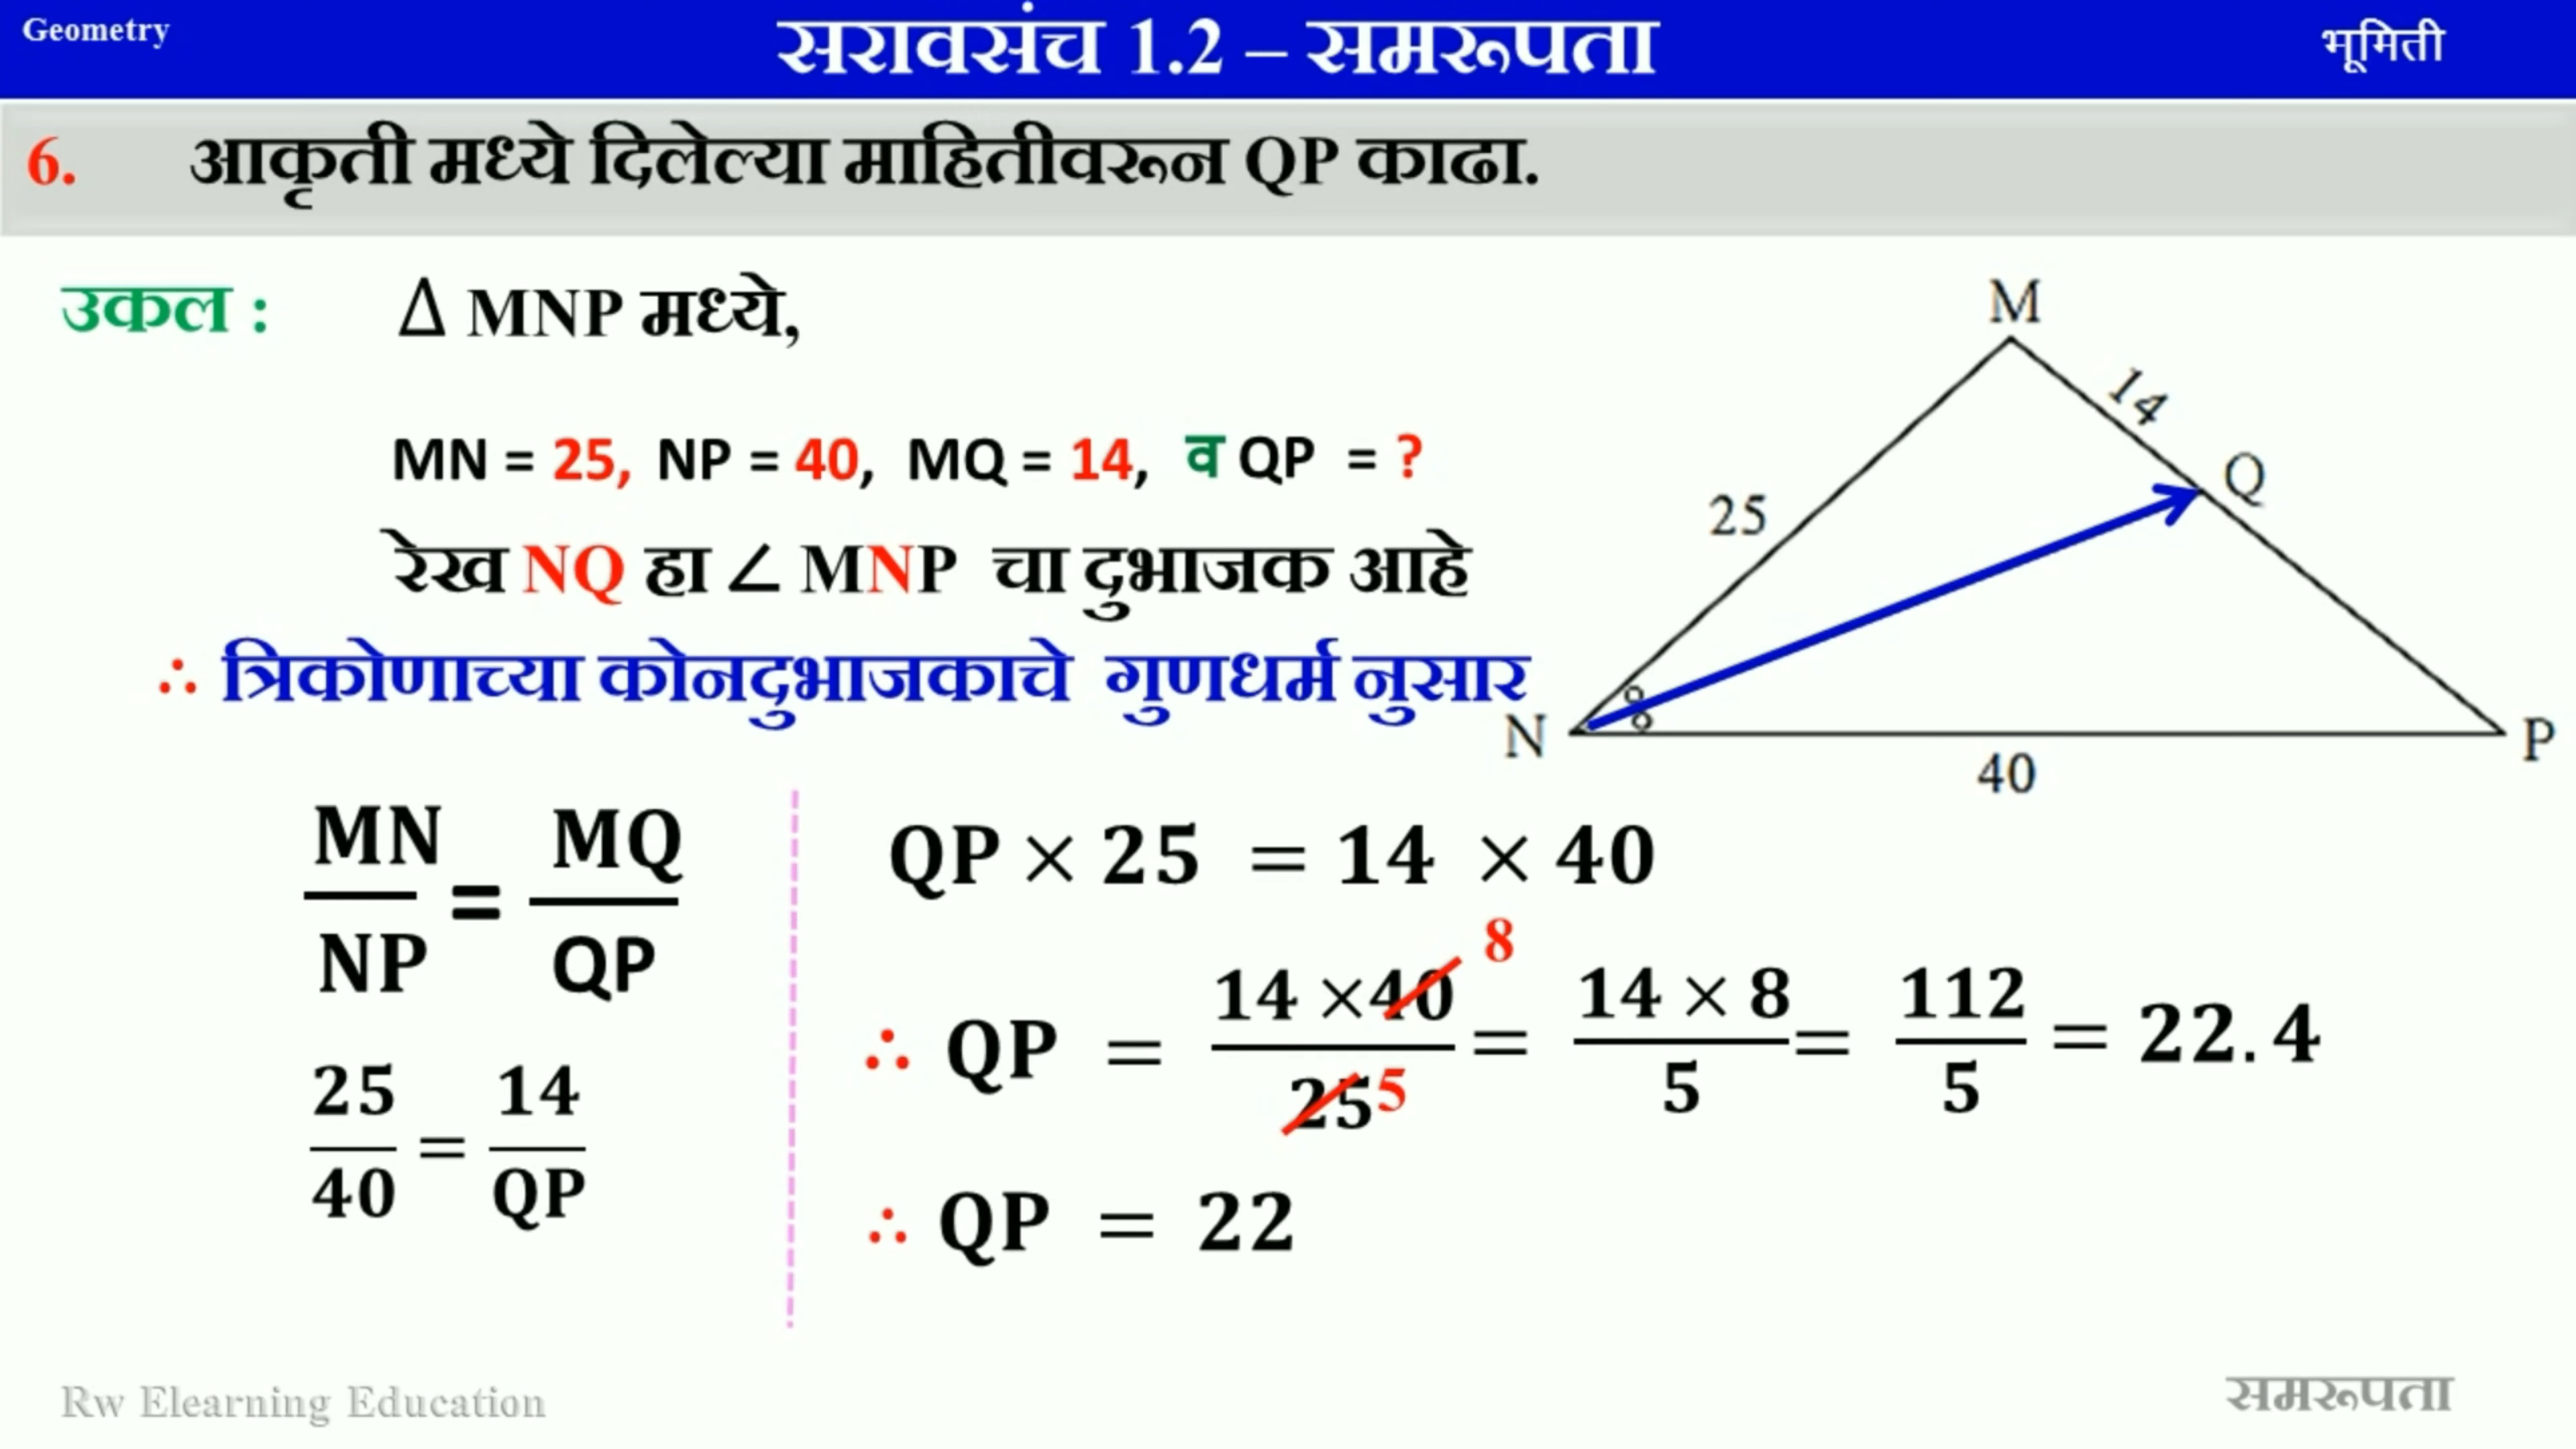 Geometry
सरावसंच 1.2 – समरूपता
भूमिती
6. आकृती मध्ये दिलेल्या माहितीवरून QP काढा.
उकल : Δ MNP मध्ये,
MN = 25, NP = 40, MQ = 14, व QP = ?
रेख NQ हा ∠ MNP चा दुभाजक आहे
∴ त्रिकोणाच्या कोनदुभाजकाचे गुणधर्म नुसार
M
14
Q
25
N
P
40
MN/NP = MQ/QP
25/40 = 14/QP
QP × 25 = 14 × 40
8
∴ QP = 14 ×40/25 5 = 14 × 8/5 = 112/5 = 22.4
∴ QP = 22
Rw Elearning Education
समरूपता